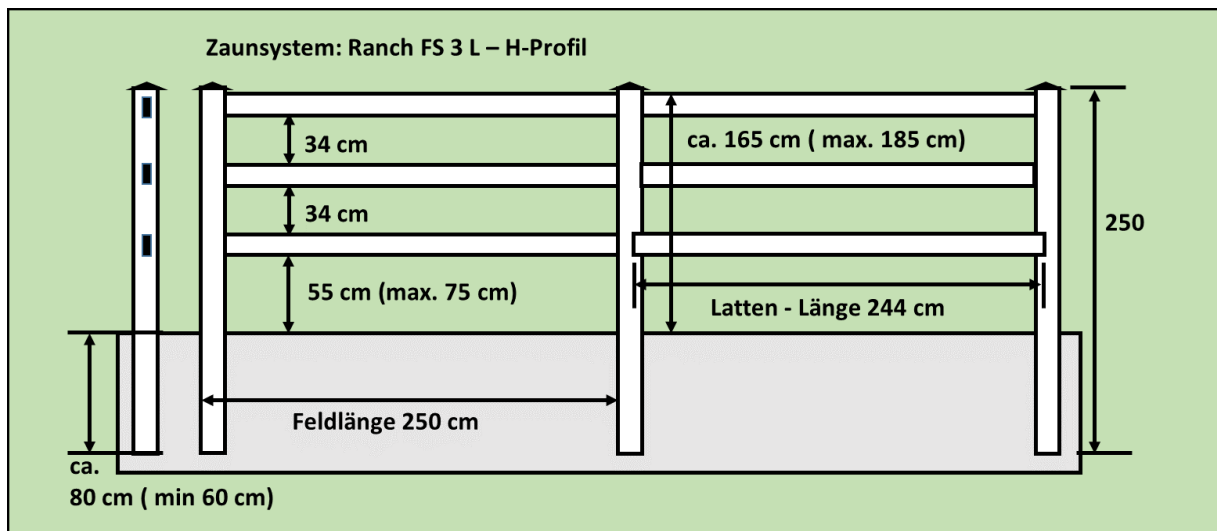 Zaunsystem: Ranch FS 3 L – H-Profil
34 cm
ca. 165 cm ( max. 185 cm)
34 cm
250
55 cm (max. 75 cm)
Latten - Länge 244 cm
Feldlänge 250 cm
ca.
80 cm ( min 60 cm)